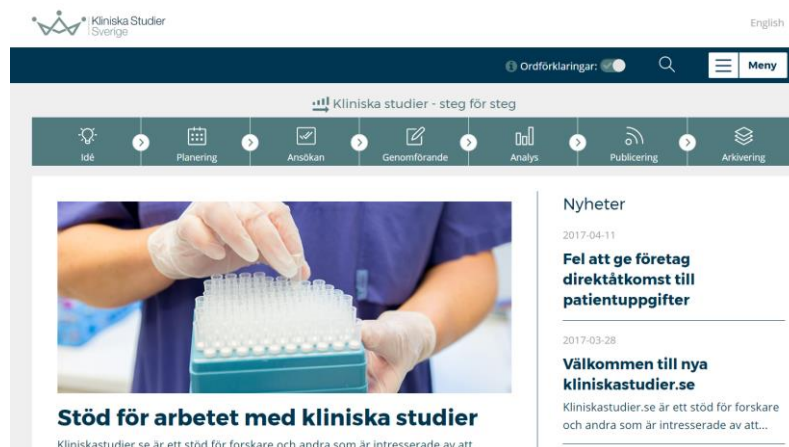 Kliniska Studier
Sverige
English
Ordförklaringar:
Meny
Kliniska studier - steg för steg
Idé
Planering
Ansökan
Genomförande
Analys
Publicering
Arkivering
Stöd för arbetet med kliniska studier
Kliniskastudier.se är ett stöd för forskare och andra som är intresserade av att
Nyheter
2017-04-11
Fel att ge företag
direktåtkomst till
patientuppgifter
2017-03-28
Välkommen till nya
kliniskastudier.se
Kliniskastudier.se är ett stöd för forskare
och andra som är intresserade av att...